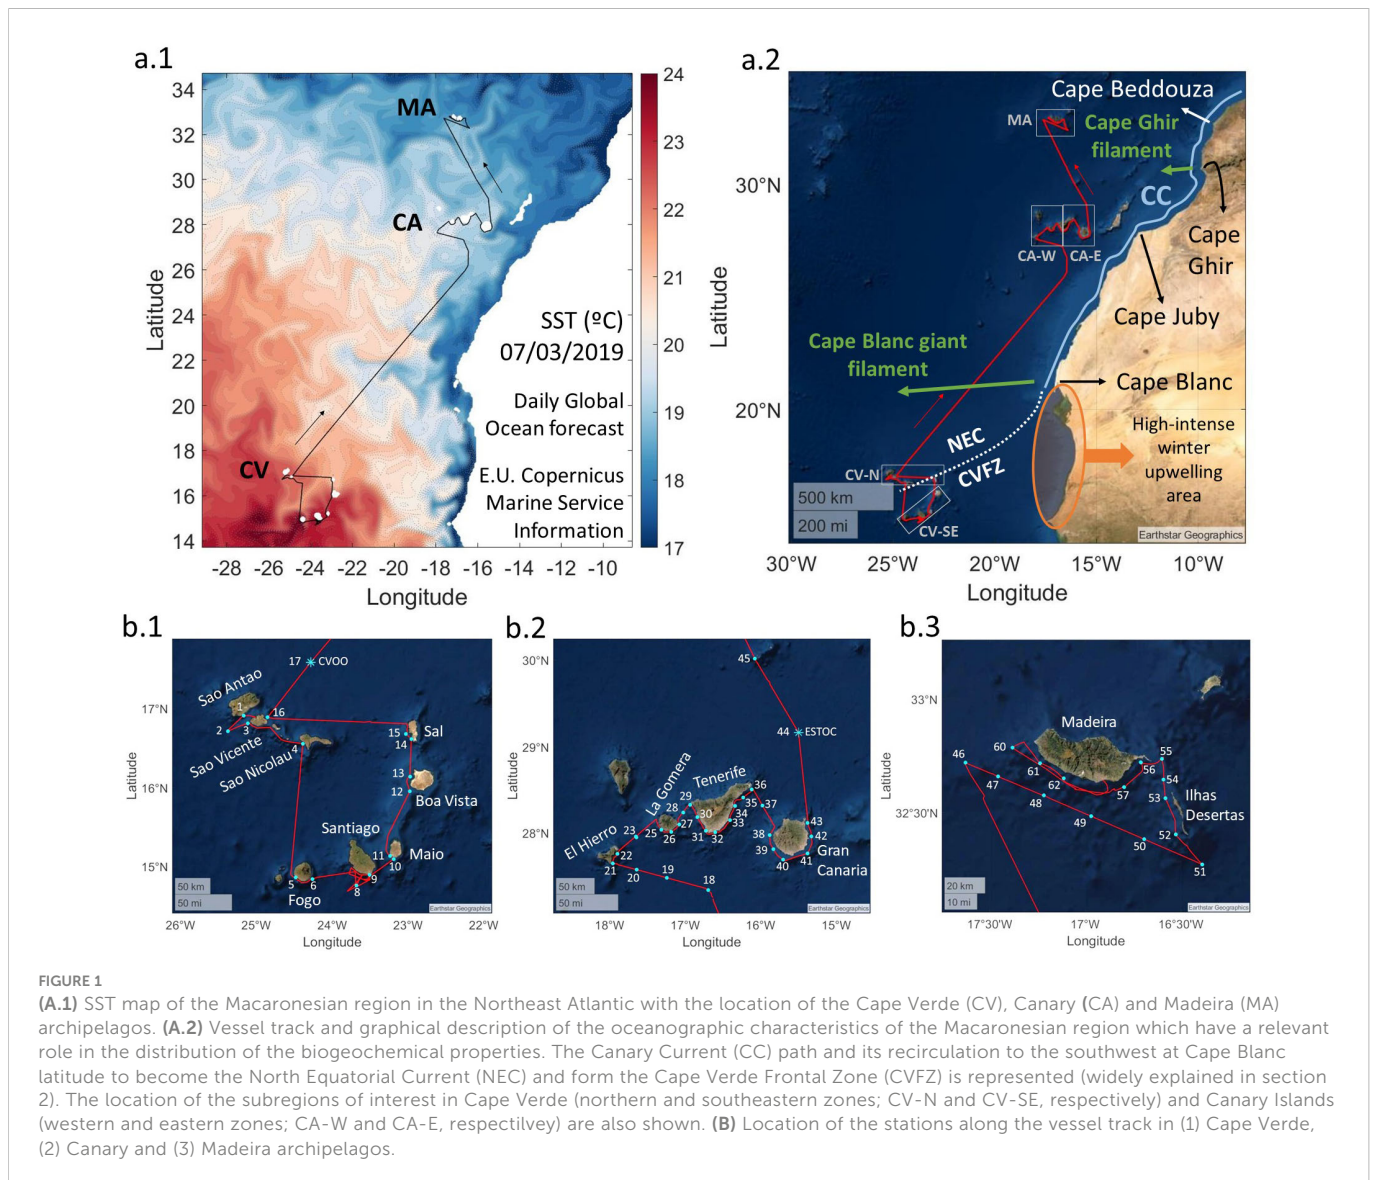 a.1
34
32
30
28
26
24
22
20
18
16
14
Latitude
MA
CA
CV
SST (ºC)
07/03/2019
Daily Global
Ocean forecast
E.U. Copernicus
Marine Service
Information
-28 -26 -24 -22 -20 -18 -16 -14 -12 -10
Longitude
24
23
22
21
20
19
18
17
a.2
Latitude
30°N
20°N
MA
Cape Beddouza
Cape Ghir
filament
CC
Cape
Ghir
CA-W CA-E
Cape Juby
Cape Blanc giant
filament
Cape Blanc
NEC
CVFZ
High-intense
winter
upwelling
area
CV-N
CV-SE
500 km
200 mi
Earthstar Geographics
30°W 25°W 20°W 15°W 10°W
Longitude
b.1
17 CVOO
Sao Antao
1
16
2
3
Sao Vicente
4
Sao Nicolau
15
14
Sal
13
12
Boa Vista
Santiago
11
10
Maio
5
6
Fogo
9
8
17°N
16°N
15°N
Latitude
50 km
50 mi
Earthstar Geographics
26°W 25°W 24°W 23°W 22°W
Longitude
b.2
30°N
29°N
28°N
Latitude
45
44 ESTOC
La Gomera
Tenerife
El Hierro
Gran
Canaria
36
35
37
34
33
29
28
30
27
31
32
25
26
23
22
21
20
19
18
38
39
40
41
42
43
50 km
50 mi
Earthstar Geographics
18°W 17°W 16°W 15°W
Longitude
b.3
33°N
32°30'N
Latitude
Madeira
46
60
47
61
62
48
57
56
55
54
53
Ilhas
Desertas
49
52
50
51
20 km
10 mi
Earthstar Geographics
17°30'W 17°W 16°30'W
Longitude
FIGURE 1
(A.1) SST map of the Macaronesian region in the Northeast Atlantic with the location of the Cape Verde (CV), Canary (CA) and Madeira (MA)
archipelagos. (A.2) Vessel track and graphical description of the oceanographic characteristics of the Macaronesian region which have a relevant
role in the distribution of the biogeochemical properties. The Canary Current (CC) path and its recirculation to the southwest at Cape Blanc
latitude to become the North Equatorial Current (NEC) and form the Cape Verde Frontal Zone (CVFZ) is represented (widely explained in section
2). The location of the subregions of interest in Cape Verde (northern and southeastern zones; CV-N and CV-SE, respectively) and Canary Islands
(western and eastern zones; CA-W and CA-E, respectilvey) are also shown. (B) Location of the stations along the vessel track in (1) Cape Verde,
(2) Canary and (3) Madeira archipelagos.